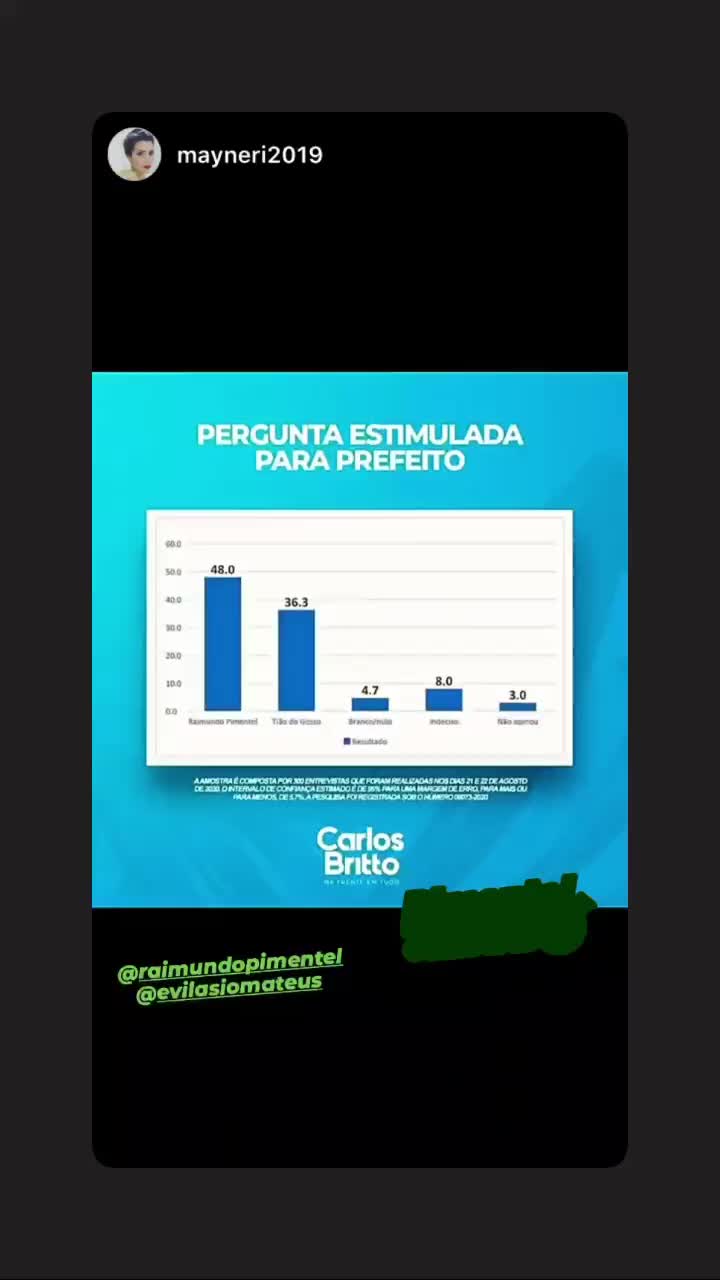 mayneri2019
PERGUNTA ESTIMULADA
PARA PREFEITO
60.0
50.0
40.0
30.0
20.0
10.0
0.0
48.0
36.3
4.7
8.0
3.0
Raimundo Pimentel
Tião do Gesso
Branco/nulo
Indeciso
Não opinou
Resultado
A AMOSTRA É COMPOSTA POR 300 ENTREVISTAS QUE FORAM REALIZADAS NOS DIAS 21 E 22 DE AGOSTO
DE 2020. O INTERVALO DE CONFIANÇA ESTIMADO É DE 95% PARA UMA MARGEM DE ERRO, PARA MAIS OU
PARA MENOS, DE 5,7%. A PESQUISA FOI REGISTRADA SOB O NÚMERO
Carlos
Britto
NA FRENTE EM TUDO
@raimundopimentel
@evilasiomateus